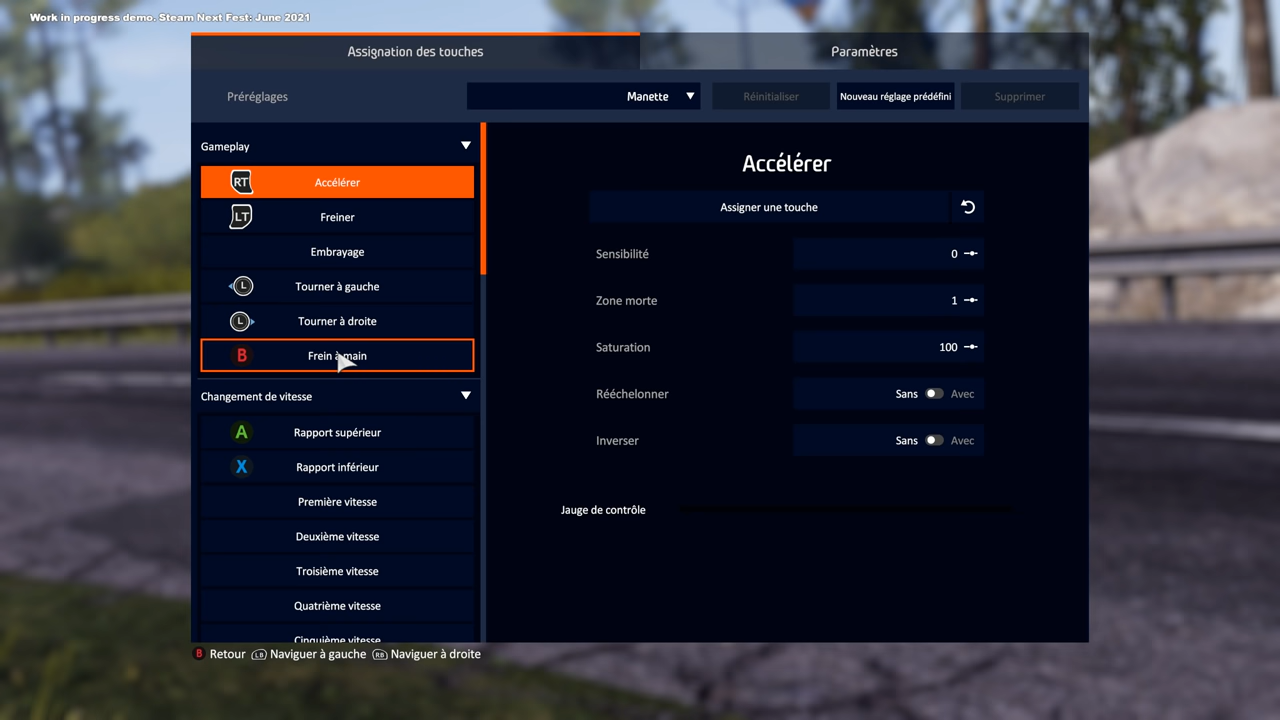 Work in progress demo. Steam Next Fest: June 2021
Assignation des touches
Paramètres
Préréglages
Manette
Réinitialiser
Nouveau réglage prédéfini
Supprimer
Gameplay
RT Accélérer
LT Freiner
Embrayage
L Tourner à gauche
L Tourner à droite
B Frein à main
Changement de vitesse
A Rapport supérieur
X Rapport inférieur
Première vitesse
Deuxième vitesse
Troisième vitesse
Quatrième vitesse
Cinquième vitesse
Accélérer
Assigner une touche
Sensibilité 0
Zone morte 1
Saturation 100
Rééchelonner Sans Avec
Inverser Sans Avec
Jauge de contrôle
B Retour LB Naviguer à gauche RB Naviguer à droite